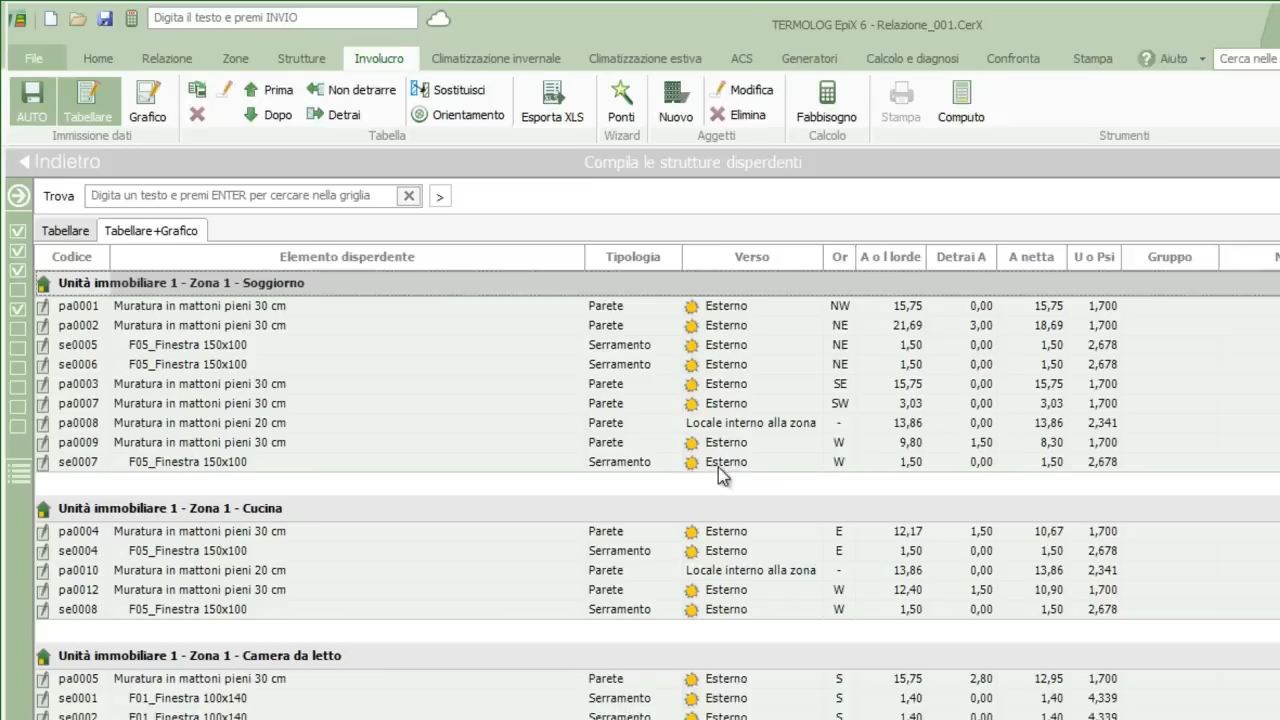 Digita il testo e premi INVIO
TERMOLOG EpiX 6 - Relazione_001.CerX
File Home Relazione Zone Strutture Involucro Climatizzazione invernale Climatizzazione estiva ACS Generatori Calcolo e diagnosi Confronta Stampa Aiuto Cerca nelle
AUTO Tabellare Grafico Prima Dopo Non detrarre Detrai Sostituisci Orientamento Esporta XLS Ponti Nuovo Modifica Elimina Fabbisogno Stampa Computo
Immissione dati Tabella Wizard Aggetti Calcolo Strumenti
Indietro Compila le strutture disperdenti
Trova Digita un testo e premi ENTER per cercare nella griglia >
Tabellare Tabellare+Grafico
Codice Elemento disperdente Tipologia Verso Or A o l lorde Detrai A A netta U o Psi Gruppo N
Unità immobiliare 1 - Zona 1 - Soggiorno
pa0001 Muratura in mattoni pieni 30 cm Parete Esterno NW 15,75 0,00 15,75 1,700
pa0002 Muratura in mattoni pieni 30 cm Parete Esterno NE 21,69 3,00 18,69 1,700
se0005 F05_Finestra 150x100 Serramento Esterno NE 1,50 0,00 1,50 2,678
se0006 F05_Finestra 150x100 Serramento Esterno NE 1,50 0,00 1,50 2,678
pa0003 Muratura in mattoni pieni 30 cm Parete Esterno SE 15,75 0,00 15,75 1,700
pa0007 Muratura in mattoni pieni 30 cm Parete Esterno SW 3,03 0,00 3,03 1,700
pa0008 Muratura in mattoni pieni 20 cm Parete Locale interno alla zona - 13,86 0,00 13,86 2,341
pa0009 Muratura in mattoni pieni 30 cm Parete Esterno W 9,80 1,50 8,30 1,700
se0007 F05_Finestra 150x100 Serramento Esterno W 1,50 0,00 1,50 2,678
Unità immobiliare 1 - Zona 1 - Cucina
pa0004 Muratura in mattoni pieni 30 cm Parete Esterno E 12,17 1,50 10,67 1,700
se0004 F05_Finestra 150x100 Serramento Esterno E 1,50 0,00 1,50 2,678
pa0010 Muratura in mattoni pieni 20 cm Parete Locale interno alla zona - 13,86 0,00 13,86 2,341
pa0012 Muratura in mattoni pieni 30 cm Parete Esterno W 12,40 1,50 10,90 1,700
se0008 F05_Finestra 150x100 Serramento Esterno W 1,50 0,00 1,50 2,678
Unità immobiliare 1 - Zona 1 - Camera da letto
pa0005 Muratura in mattoni pieni 30 cm Parete Esterno S 15,75 2,80 12,95 1,700
se0001 F01_Finestra 100x140 Serramento Esterno S 1,40 0,00 1,40 4,339
se0002 F01_Finestra 100x140 Serramento Esterno S 1,40 0,00 1,40 4,339